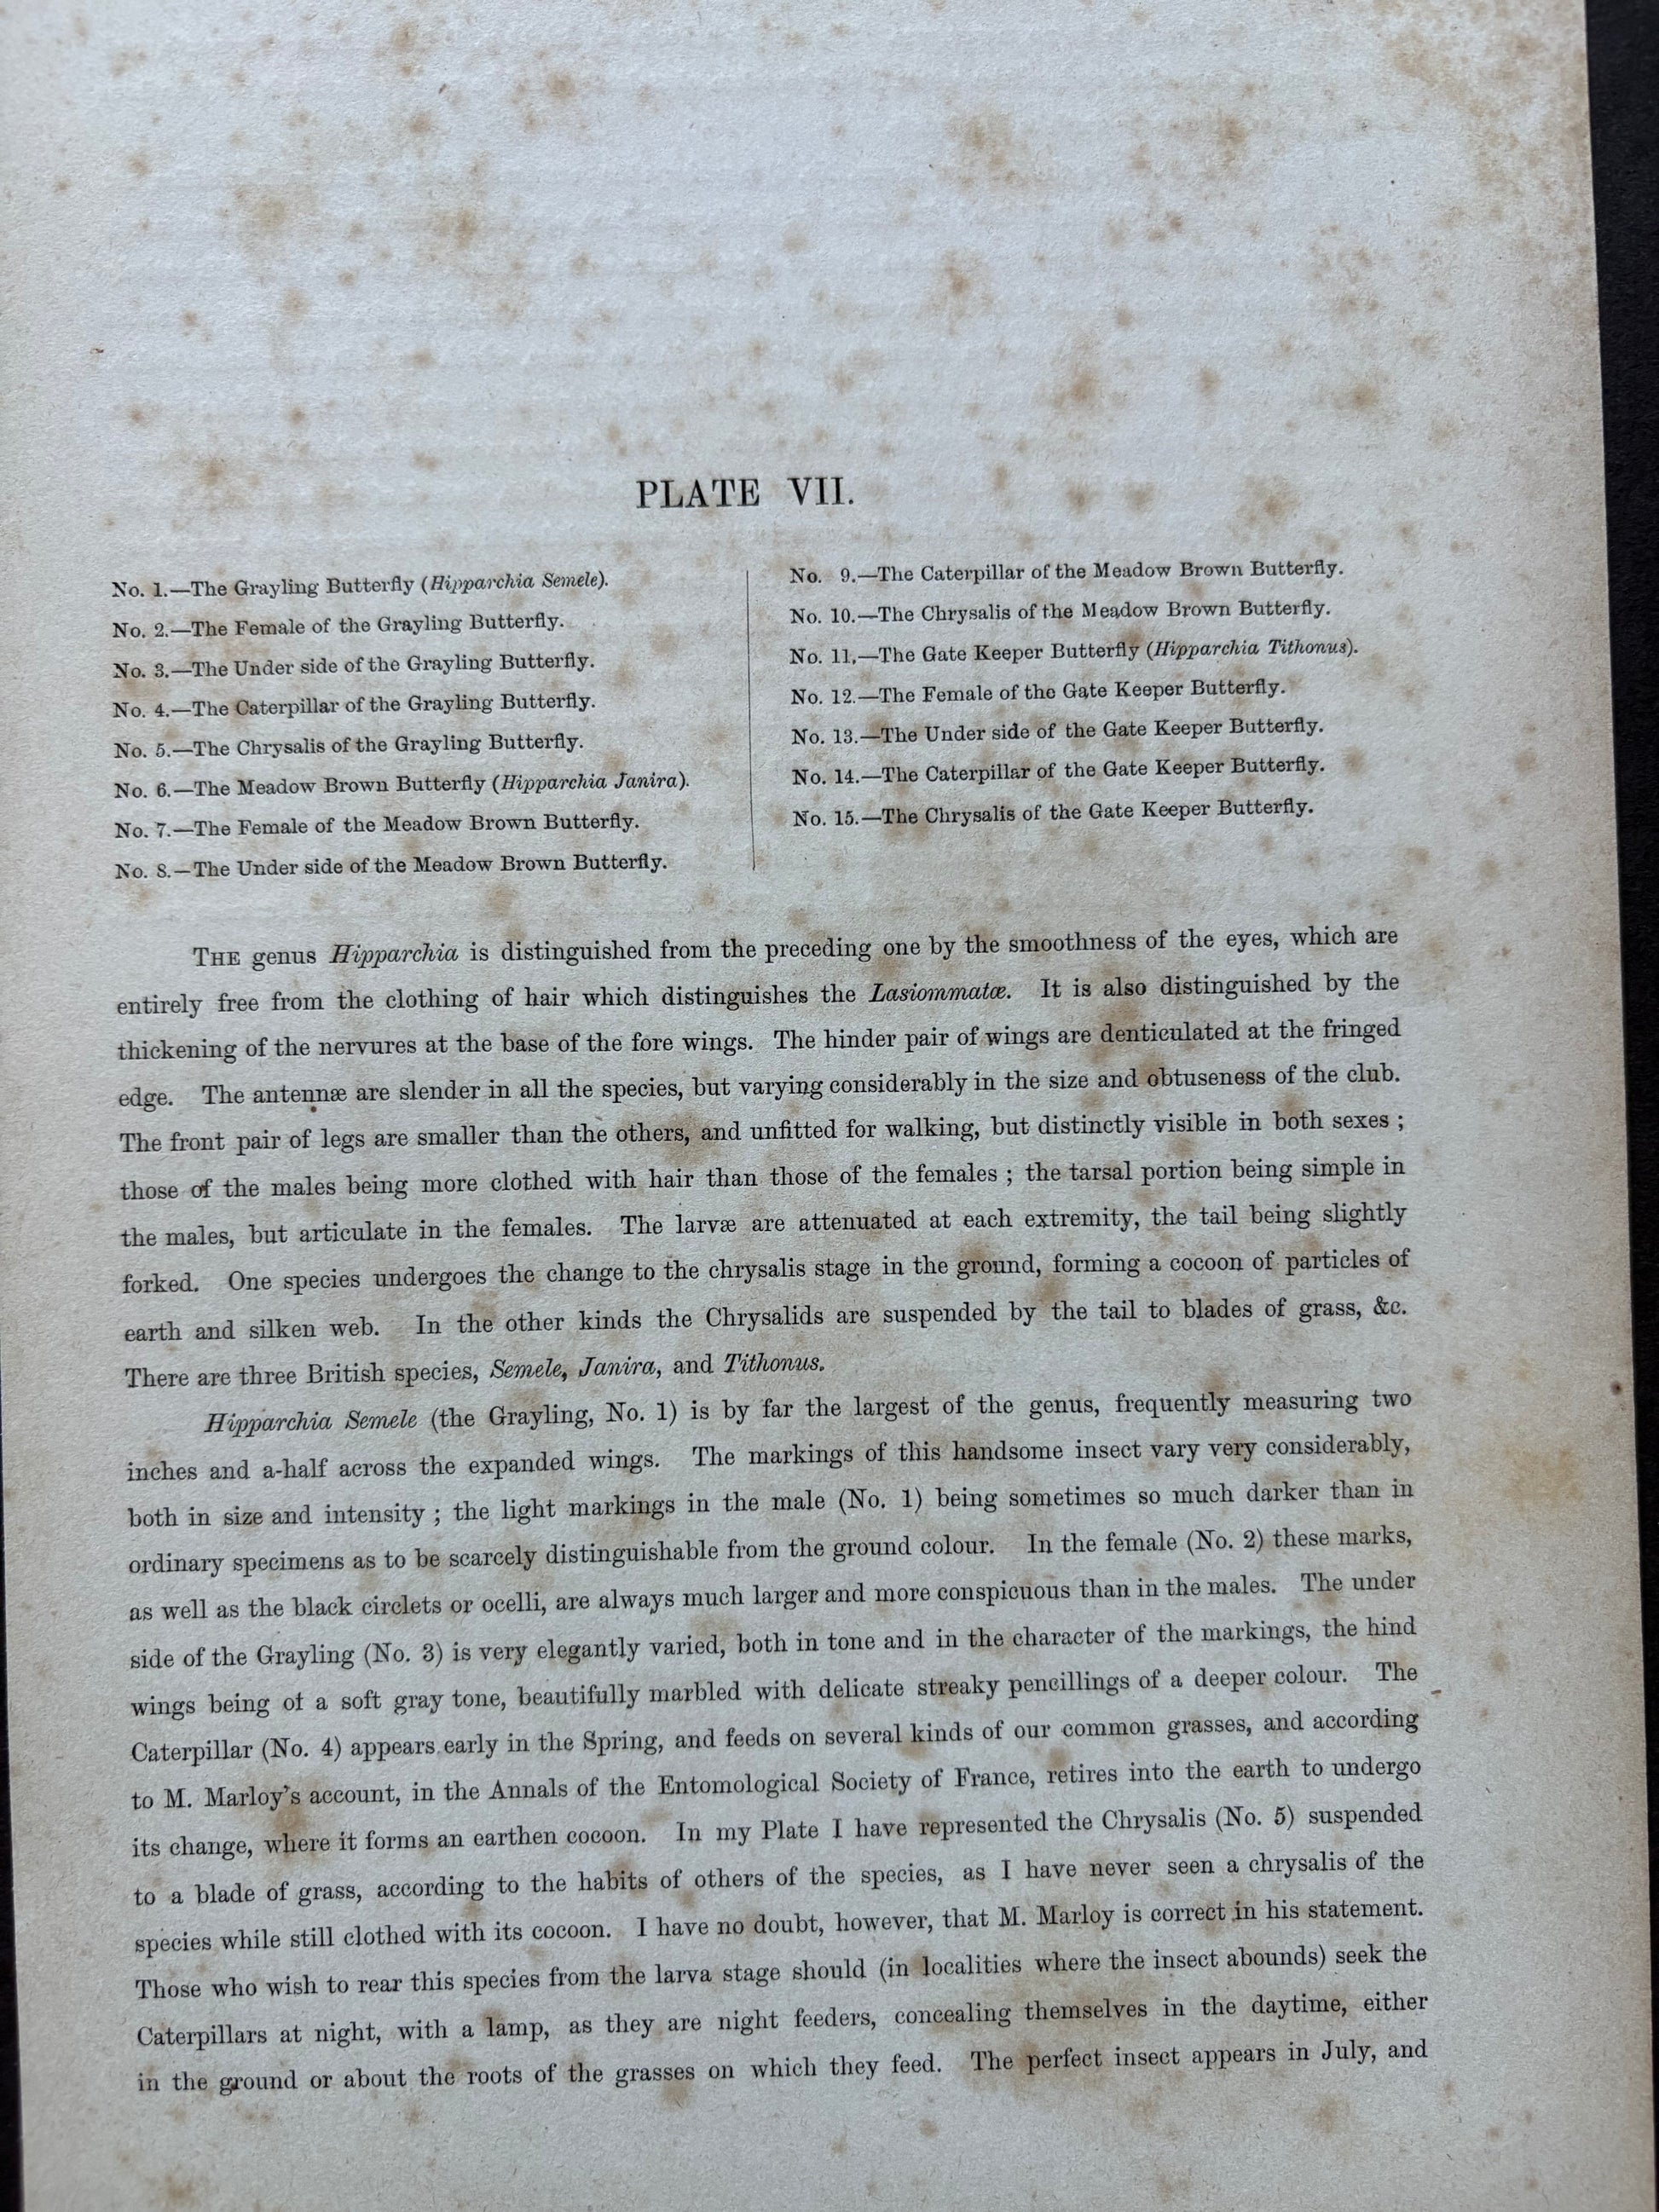 PLATE VII.
No. 1.—The Grayling Butterfly (Hipparchia Semele).
No. 2.—The Female of the Grayling Butterfly.
No. 3.—The Under side of the Grayling Butterfly.
No. 4.—The Caterpillar of the Grayling Butterfly.
No. 5.—The Chrysalis of the Grayling Butterfly.
No. 6.—The Meadow Brown Butterfly (Hipparchia Janira).
No. 7.—The Female of the Meadow Brown Butterfly.
No. 8.—The Under side of the Meadow Brown Butterfly.
No. 9.—The Caterpillar of the Meadow Brown Butterfly.
No. 10.—The Chrysalis of the Meadow Brown Butterfly.
No. 11.—The Gate Keeper Butterfly (Hipparchia Tithonus).
No. 12.—The Female of the Gate Keeper Butterfly.
No. 13.—The Under side of the Gate Keeper Butterfly.
No. 14.—The Caterpillar of the Gate Keeper Butterfly.
No. 15.—The Chrysalis of the Gate Keeper Butterfly.
THE genus Hipparchia is distinguished from the preceding one by the smoothness of the eyes, which are
entirely free from the clothing of hair which distinguishes the Lasiommatæ. It is also distinguished by the
thickening of the nervures at the base of the fore wings. The hinder pair of wings are denticulated at the fringed
edge. The antennæ are slender in all the species, but varying considerably in the size and obtuseness of the club.
The front pair of legs are smaller than the others, and unfitted for walking, but distinctly visible in both sexes ;
those of the males being more clothed with hair than those of the females ; the tarsal portion being simple in
the males, but articulate in the females. The larvæ are attenuated at each extremity, the tail being slightly
forked. One species undergoes the change to the chrysalis stage in the ground, forming a cocoon of particles of
earth and silken web. In the other kinds the Chrysalids are suspended by the tail to blades of grass, &c.
There are three British species, Semele, Janira, and Tithonus.
Hipparchia Semele (the Grayling, No. 1) is by far the largest of the genus, frequently measuring two
inches and a-half across the expanded wings. The markings of this handsome insect vary very considerably,
both in size and intensity ; the light markings in the male (No. 1) being sometimes so much darker than in
ordinary specimens as to be scarcely distinguishable from the ground colour. In the female (No. 2) these marks,
as well as the black circlets or ocelli, are always much larger and more conspicuous than in the males. The under
side of the Grayling (No. 3) is very elegantly varied, both in tone and in the character of the markings, the hind
wings being of a soft gray tone, beautifully marbled with delicate streaky pencillings of a deeper colour. The
Caterpillar (No. 4) appears early in the Spring, and feeds on several kinds of our common grasses, and according
to M. Marloy's account, in the Annals of the Entomological Society of France, retires into the earth to undergo
its change, where it forms an earthen cocoon. In my Plate I have represented the Chrysalis (No. 5) suspended
to a blade of grass, according to the habits of others of the species, as I have never seen a chrysalis of the
species while still clothed with its cocoon. I have no doubt, however, that M. Marloy is correct in his statement.
Those who wish to rear this species from the larva stage should (in localities where the insect abounds) seek the
Caterpillars at night, with a lamp, as they are night feeders, concealing themselves in the daytime, either
in the ground or about the roots of the grasses on which they feed. The perfect insect appears in July, and